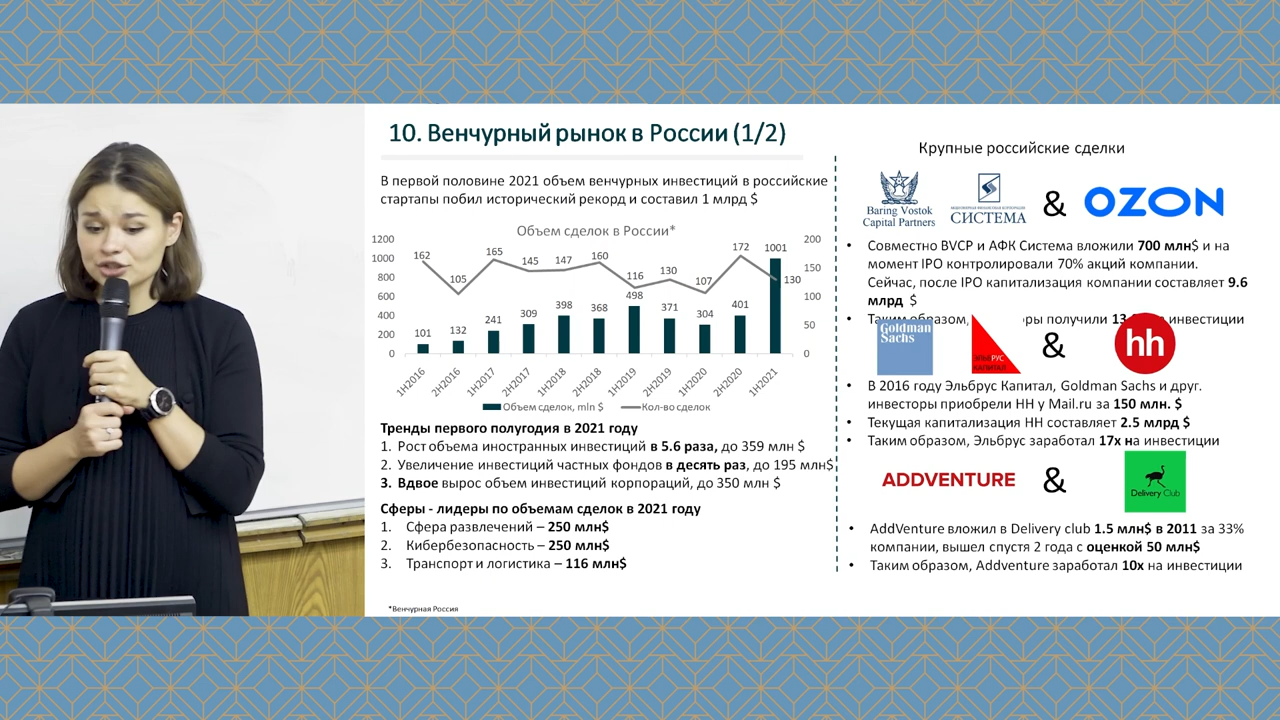 10. Венчурный рынок в России (1/2)
В первой половине 2021 объем венчурных инвестиций в российские
стартапы побил исторический рекорд и составил 1 млрд $
Объем сделок в России*
1200
1000
800
600
400
200
0
200
150
100
50
0
162
105
165
145
147
160
116
130
107
172
130
101
132
241
309
398
368
498
371
304
401
1001
1H2016
2H2016
1H2017
2H2017
1H2018
2H2018
1H2019
2H2019
1H2020
2H2020
1H2021
Объем сделок, mln $
Кол-во сделок
Тренды первого полугодия в 2021 году
1. Рост объема иностранных инвестиций в 5.6 раза, до 359 млн $
2. Увеличение инвестиций частных фондов в десять раз, до 195 млн$
3. Вдвое вырос объем инвестиций корпораций, до 350 млн $
Сферы - лидеры по объемам сделок в 2021 году
1. Сфера развлечений – 250 млн$
2. Кибербезопасность – 250 млн$
3. Транспорт и логистика – 116 млн$
*Венчурная Россия
Крупные российские сделки
Baring Vostok
Capital Partners
СИСТЕМА
&
OZON
• Совместно BVCP и АФК Система вложили 700 млн$ и на
момент IPO контролировали 70% акций компании.
Сейчас, после IPO капитализация компании составляет 9.6
млрд $
• Таким образом, получили инвестиции
Goldman
Sachs
ЭЛЬБРУС
КАПИТАЛ
&
hh
• В 2016 году Эльбрус Капитал, Goldman Sachs и друг.
инвесторы приобрели HH у Mail.ru за 150 млн. $
• Текущая капитализация HH составляет 2.5 млрд $
• Таким образом, Эльбрус заработал 17x на инвестиции
ADDVENTURE
&
Delivery Club
• AddVenture вложил в Delivery club 1.5 млн$ в 2011 за 33%
компании, вышел спустя 2 года с оценкой 50 млн$
• Таким образом, Addventure заработал 10x на инвестиции